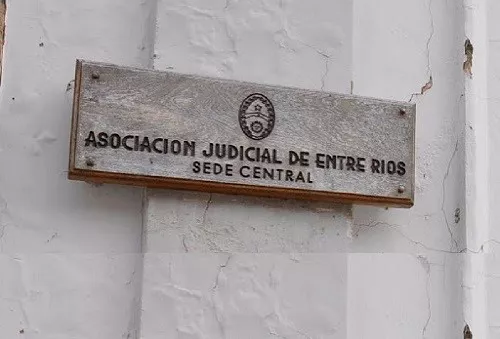 ASOCIACION JUDICIAL DE ENTRE RIOS
SEDE CENTRAL